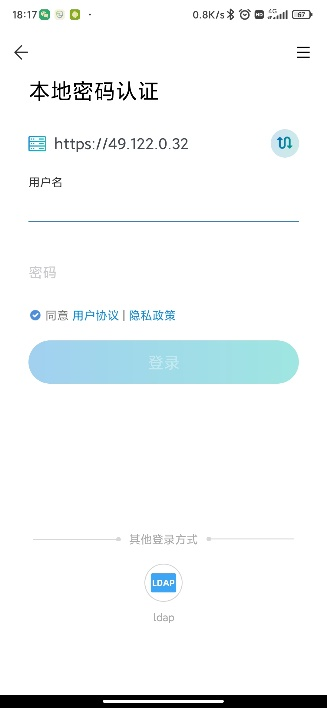 18:17
0.8K/s HD 4G 67
本地密码认证
https://49.122.0.32
用户名
密码
同意 用户协议 | 隐私政策
登录
其他登录方式
LDAP
ldap